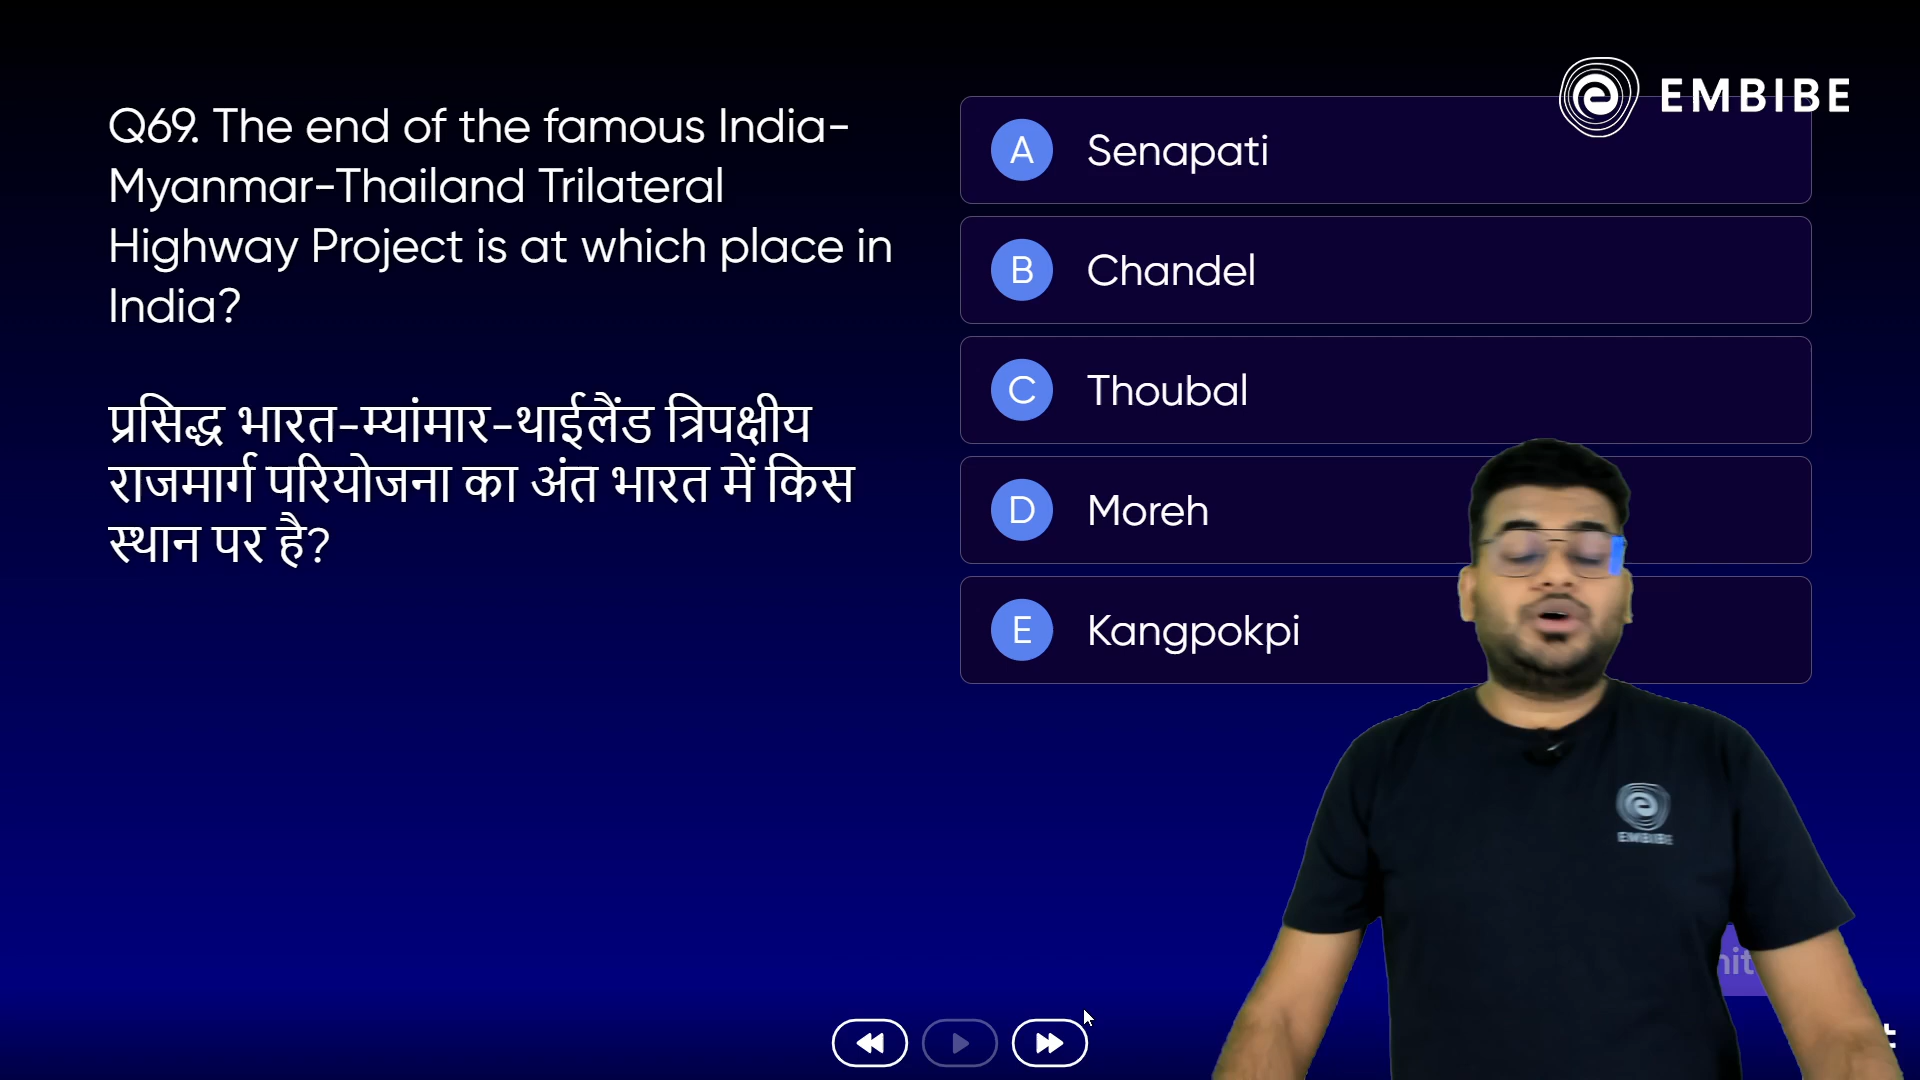 EMBIBE
Q69. The end of the famous India-
Myanmar-Thailand Trilateral
Highway Project is at which place in
India?
प्रसिद्ध भारत-म्यांमार-थाईलैंड त्रिपक्षीय
राजमार्ग परियोजना का अंत भारत में किस
स्थान पर है?
A Senapati
B Chandel
C Thoubal
D Moreh
E Kangpokpi
EMBIBE